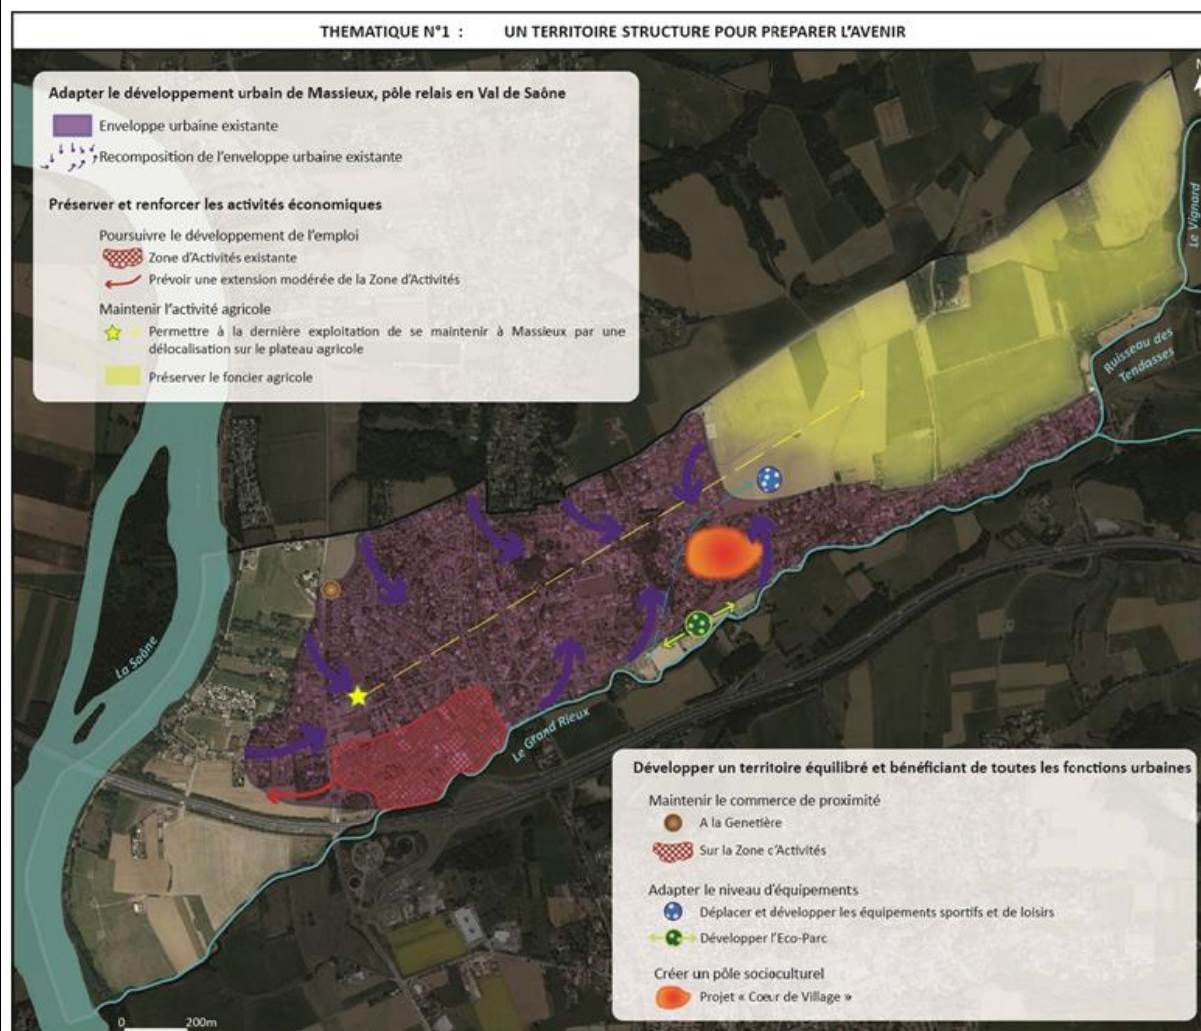 THEMATIQUE N°1 : UN TERRITOIRE STRUCTURE POUR PREPARER L'AVENIR
N
Adapter le développement urbain de Massieux, pôle relais en Val de Saône
Enveloppe urbaine existante
Recomposition de l'enveloppe urbaine existante
Préserver et renforcer les activités économiques
Poursuivre le développement de l'emploi
Zone d'Activités existante
Prévoir une extension modérée de la Zone d'Activités
Maintenir l'activité agricole
Permettre à la dernière exploitation de se maintenir à Massieux par une
délocalisation sur le plateau agricole
Préserver le foncier agricole
Le Vignard
Ruisseau des
Tendasses
La Saône
Le Grand Rieux
Développer un territoire équilibré et bénéficiant de toutes les fonctions urbaines
Maintenir le commerce de proximité
A la Genetière
Sur la Zone c'Activités
Adapter le niveau d'équipements
Déplacer et développer les équipements sportifs et de loisirs
Développer l'Eco-Parc
Créer un pôle socioculturel
Projet « Cœur de Village »
0 200m